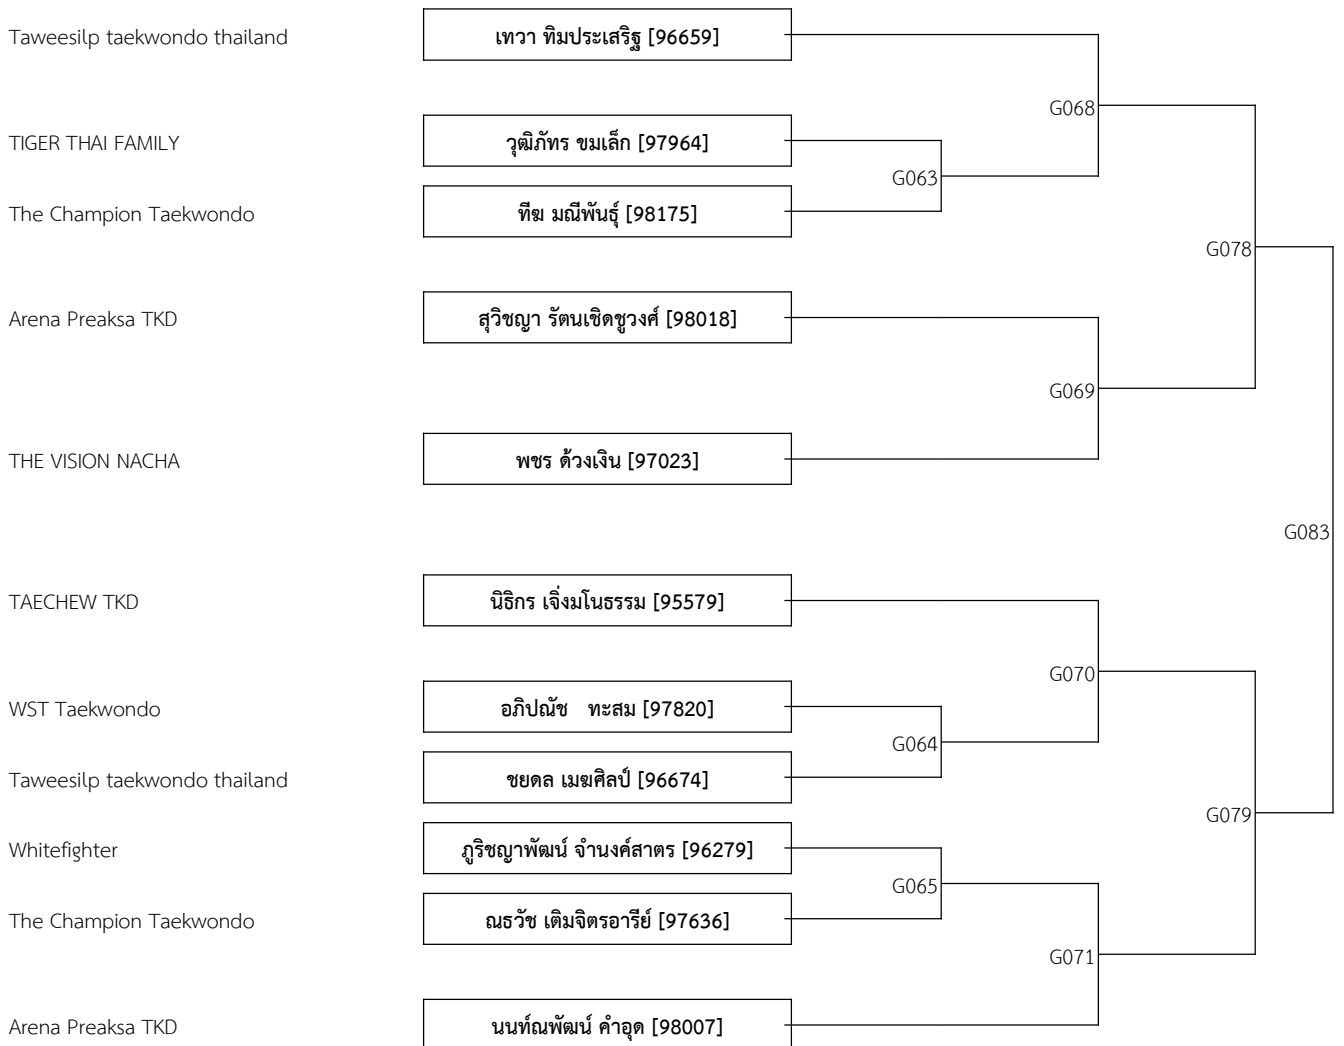 Taweesilp taekwondo thailand เทวา ทิมประเสริฐ [96659]
G068
TIGER THAI FAMILY วุฒิภัทร ขมเล็ก [97964]
G063
The Champion Taekwondo ทีฆ มณีพันธุ์ [98175]
G078
Arena Preaksa TKD สุวิชญา รัตนเชิดชูวงศ์ [98018]
G069
THE VISION NACHA พชร ด้วงเงิน [97023]
G083
TAECHEW TKD นิธิกร เจิ่งมโนธรรม [95579]
G070
WST Taekwondo อภิปณัช ทะสม [97820]
G064
Taweesilp taekwondo thailand ชยดล เมฆศิลป์ [96674]
G079
Whitefighter ภูริชญาพัฒน์ จำนงค์สาตร [96279]
G065
The Champion Taekwondo ณธวัช เติมจิตรอารีย์ [97636]
G071
Arena Preaksa TKD นนท์ณพัฒน์ คำอุด [98007]